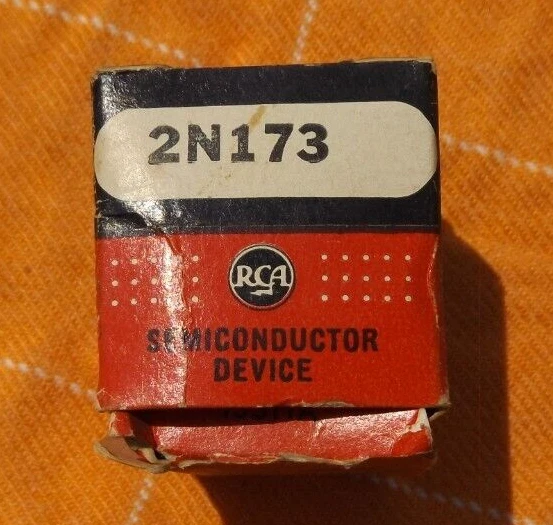 2N173
RCA
SEMICONDUCTOR
DEVICE